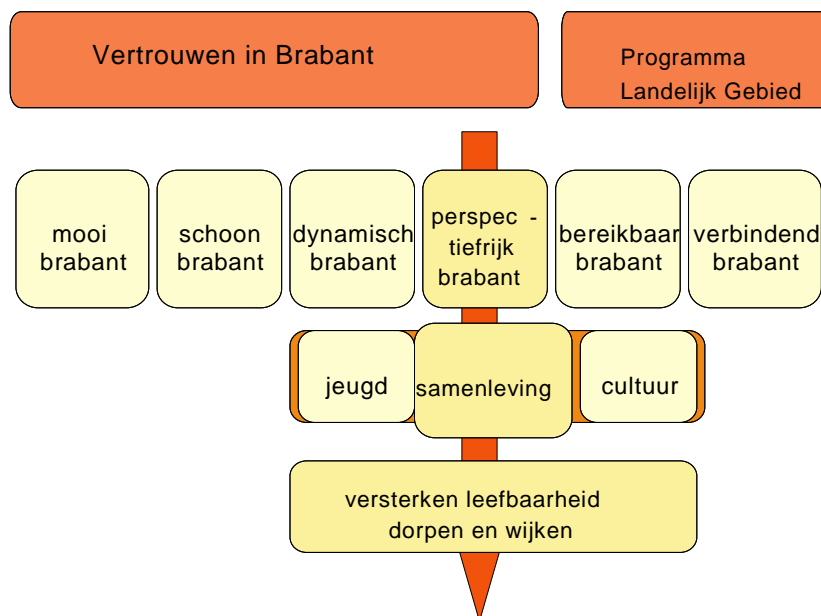 Vertrouwen in Brabant
Programma
Landelijk Gebied
mooi
brabant
schoon
brabant
dynamisch
brabant
perspec -
tiefrijk
brabant
bereikbaar
brabant
verbindend
brabant
jeugd
samenleving
cultuur
versterken leefbaarheid
dorpen en wijken